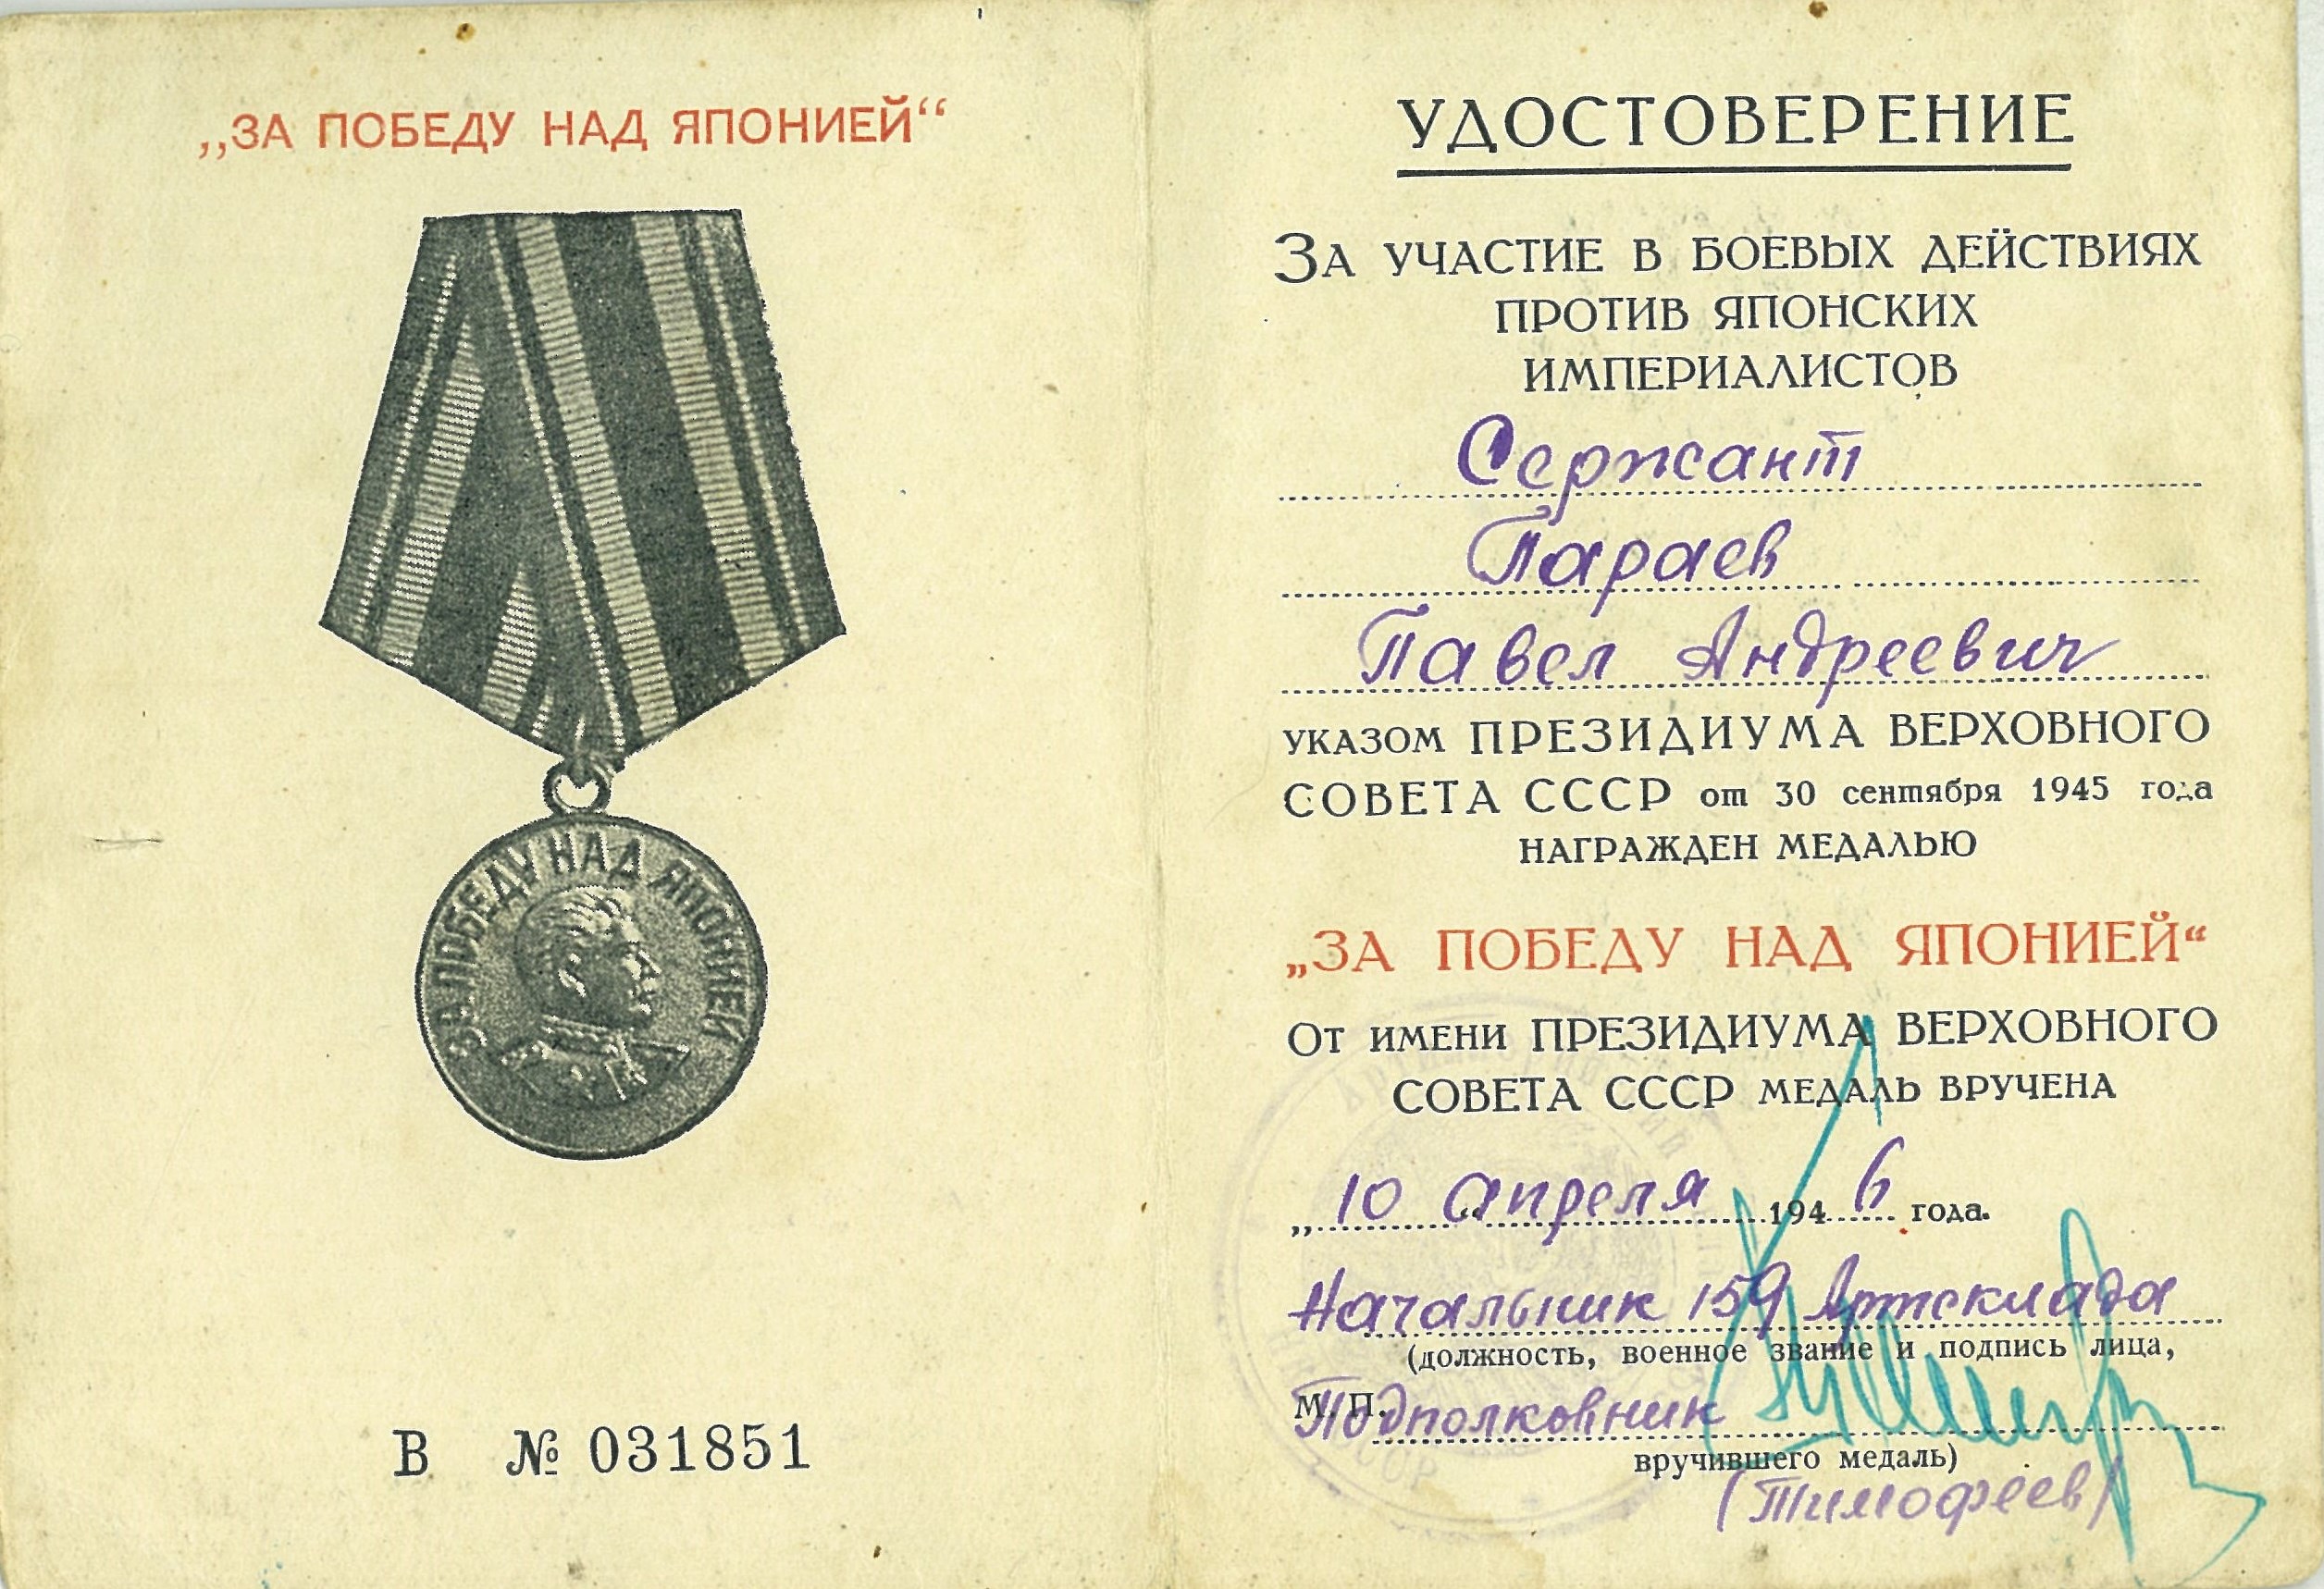 „ЗА ПОБЕДУ НАД ЯПОНИЕЙ“
ЗА ПОБЕДУ НАД ЯПОНИЕЙ
В № 031851
УДОСТОВЕРЕНИЕ
За участие в боевых действиях
против японских
империалистов
Сержант
Параев
Павел Андреевич
указом ПРЕЗИДИУМА ВЕРХОВНОГО
СОВЕТА СССР от 30 сентября 1945 года
награжден медалью
„ЗА ПОБЕДУ НАД ЯПОНИЕЙ“
От имени ПРЕЗИДИУМА ВЕРХОВНОГО
СОВЕТА СССР медаль вручена
„10“ апреля 1946 года.
Начальник 159 Артсклада
(должность, военное звание и подпись лица,
М. П. Подполковник
вручившего медаль)
(Тимофеев)